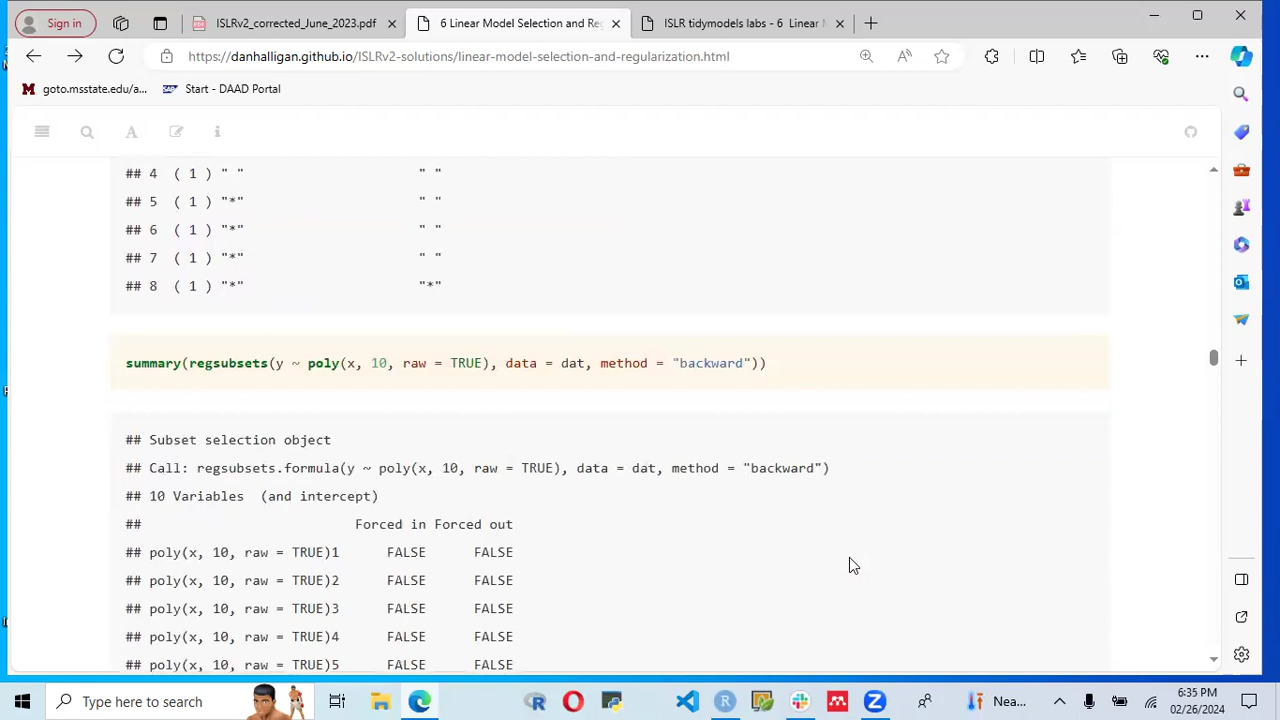 Sign in
ISLRv2_corrected_June_2023.pdf
6 Linear Model Selection and Reg
ISLR tidymodels labs - 6 Linear M
https://danhalligan.github.io/ISLRv2-solutions/linear-model-selection-and-regularization.html
goto.msstate.edu/a...
Start - DAAD Portal
## 4  ( 1 ) " "                      " "
## 5  ( 1 ) "*"                      " "
## 6  ( 1 ) "*"                      " "
## 7  ( 1 ) "*"                      " "
## 8  ( 1 ) "*"                      "*"
summary(regsubsets(y ~ poly(x, 10, raw = TRUE), data = dat, method = "backward"))
## Subset selection object
## Call: regsubsets.formula(y ~ poly(x, 10, raw = TRUE), data = dat, method = "backward")
## 10 Variables  (and intercept)
##                           Forced in Forced out
## poly(x, 10, raw = TRUE)1      FALSE      FALSE
## poly(x, 10, raw = TRUE)2      FALSE      FALSE
## poly(x, 10, raw = TRUE)3      FALSE      FALSE
## poly(x, 10, raw = TRUE)4      FALSE      FALSE
## poly(x, 10, raw = TRUE)5      FALSE      FALSE
Type here to search
Nea...
6:35 PM
02/26/2024